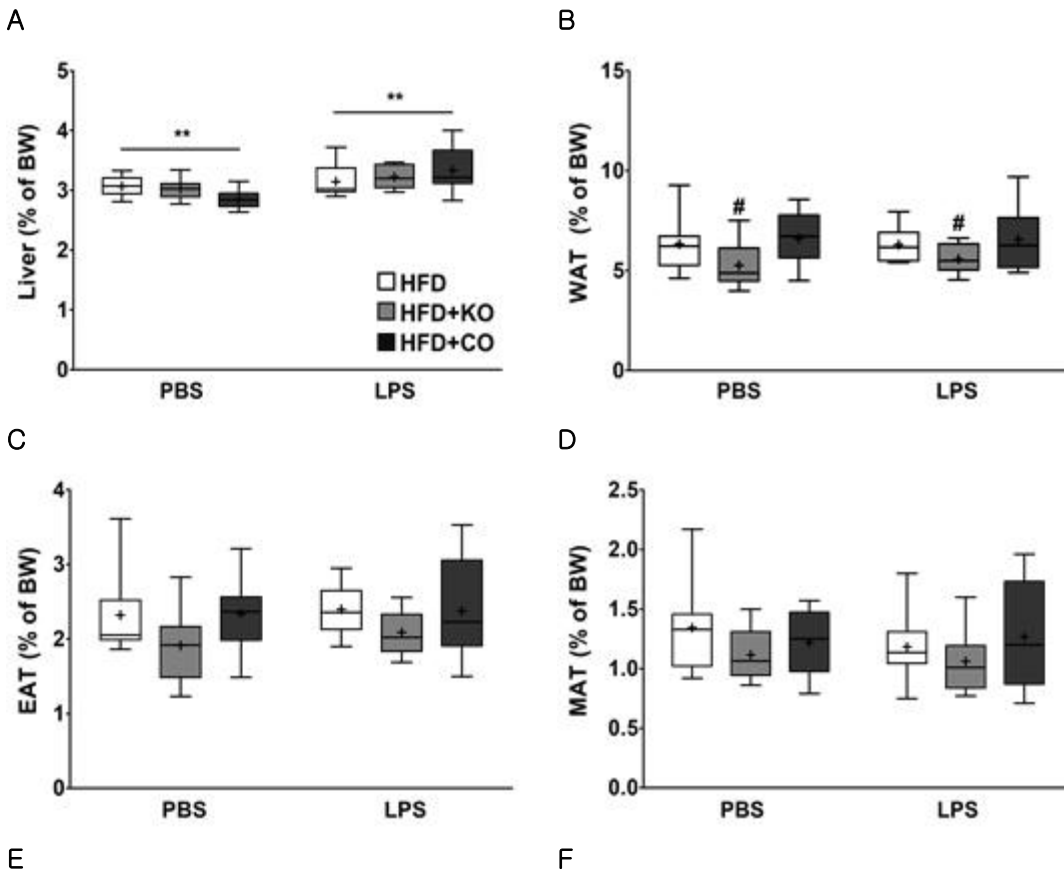 A
B
5
4
3
2
1
0
Liver (% of BW)
**
**
HFD
HFD+KO
HFD+CO
PBS
LPS
15
10
5
0
WAT (% of BW)
#
#
PBS
LPS
C
D
4
3
2
1
0
EAT (% of BW)
PBS
LPS
2.5
2.0
1.5
1.0
0.5
0.0
MAT (% of BW)
PBS
LPS
E
F